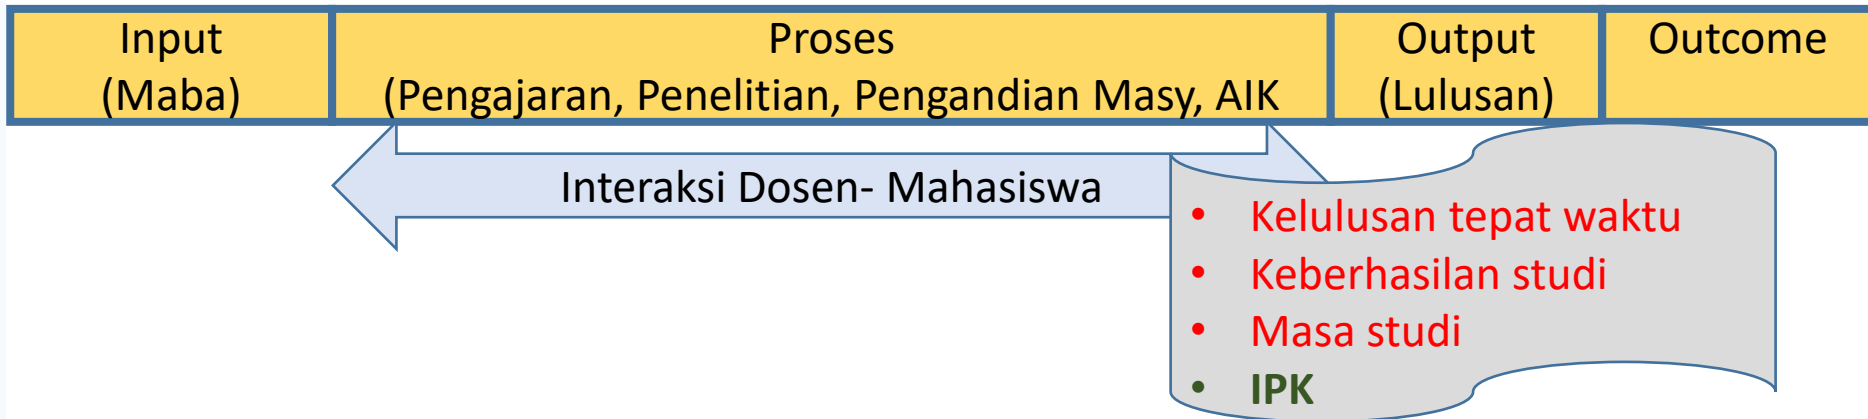 Input
(Maba)
Proses
(Pengajaran, Penelitian, Pengandian Masy, AIK
Output
(Lulusan)
Outcome
Interaksi Dosen- Mahasiswa
• Kelulusan tepat waktu
• Keberhasilan studi
• Masa studi
• IPK